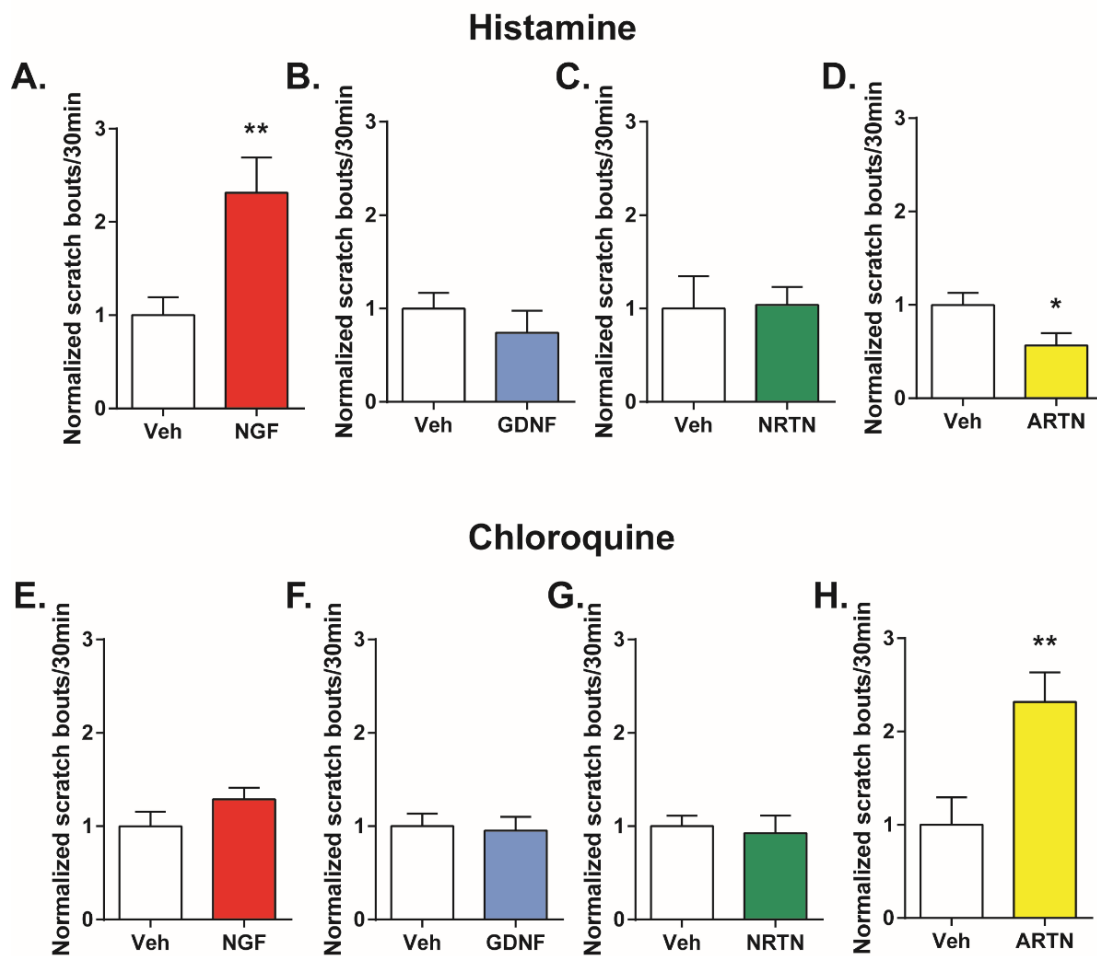 Histamine
A.
Normalized scratch bouts/30min
3
2
1
0
**
Veh
NGF
B.
Normalized scratch bouts/30min
3
2
1
0
Veh
GDNF
C.
Normalized scratch bouts/30min
3
2
1
0
Veh
NRTN
D.
Normalized scratch bouts/30min
3
2
1
0
*
Veh
ARTN
Chloroquine
E.
Normalized scratch bouts/30min
3
2
1
0
Veh
NGF
F.
Normalized scratch bouts/30min
3
2
1
0
Veh
GDNF
G.
Normalized scratch bouts/30min
3
2
1
0
Veh
NRTN
H.
Normalized scratch bouts/30min
3
2
1
0
**
Veh
ARTN